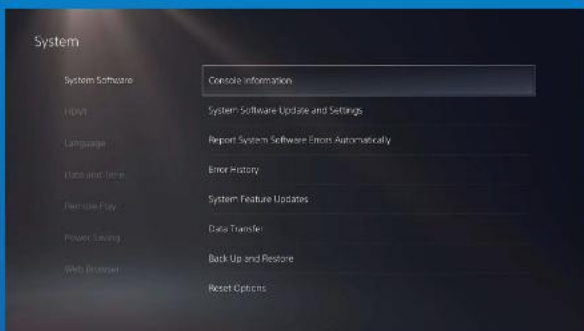 System
System Software
HDMI
Language
Date and Time
Remote Play
Power Saving
Web Browser
Console Information
System Software Update and Settings
Report System Software Errors Automatically
Error History
System Feature Updates
Data Transfer
Back Up and Restore
Reset Options